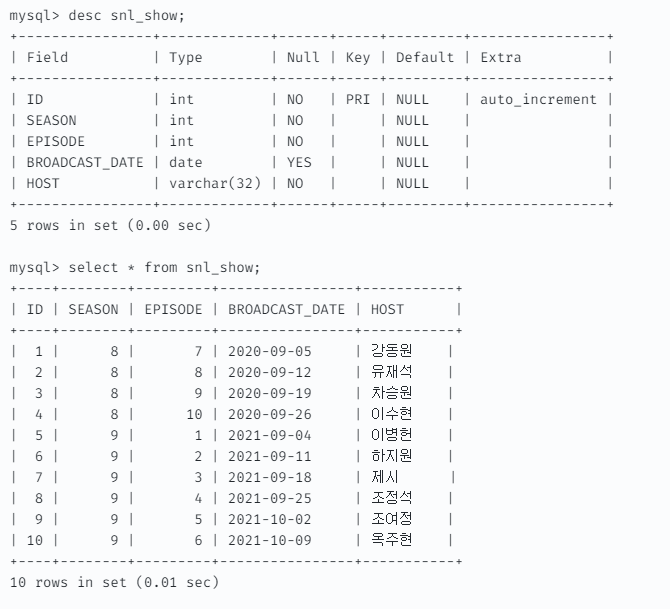 mysql> desc snl_show;
+----------------+-------------+------+-----+---------+----------------+
| Field          | Type        | Null | Key | Default | Extra          |
+----------------+-------------+------+-----+---------+----------------+
| ID             | int         | NO   | PRI | NULL    | auto_increment |
| SEASON         | int         | NO   |     | NULL    |                |
| EPISODE        | int         | NO   |     | NULL    |                |
| BROADCAST_DATE | date        | YES  |     | NULL    |                |
| HOST           | varchar(32) | NO   |     | NULL    |                |
+----------------+-------------+------+-----+---------+----------------+
5 rows in set (0.00 sec)
mysql> select * from snl_show;
+----+--------+---------+----------------+-----------+
| ID | SEASON | EPISODE | BROADCAST_DATE | HOST      |
+----+--------+---------+----------------+-----------+
|  1 |      8 |       7 | 2020-09-05     | 강동원    |
|  2 |      8 |       8 | 2020-09-12     | 유재석    |
|  3 |      8 |       9 | 2020-09-19     | 차승원    |
|  4 |      8 |      10 | 2020-09-26     | 이수현    |
|  5 |      9 |       1 | 2021-09-04     | 이병헌    |
|  6 |      9 |       2 | 2021-09-11     | 하지원    |
|  7 |      9 |       3 | 2021-09-18     | 제시      |
|  8 |      9 |       4 | 2021-09-25     | 조정석    |
|  9 |      9 |       5 | 2021-10-02     | 조여정    |
| 10 |      9 |       6 | 2021-10-09     | 옥주현    |
+----+--------+---------+----------------+-----------+
10 rows in set (0.01 sec)